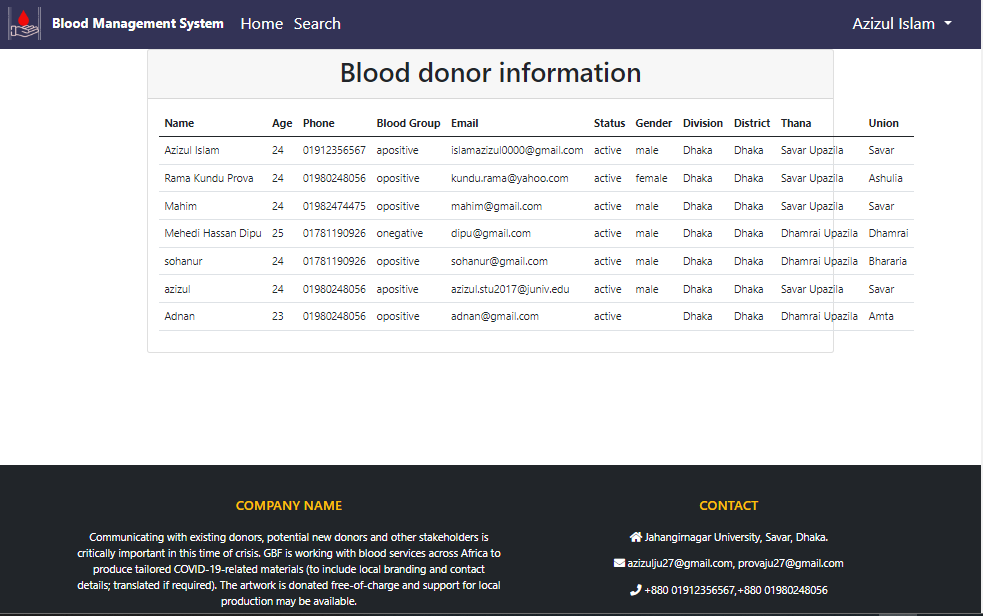 Blood Management System Home Search Azizul Islam
Blood donor information
Name Age Phone Blood Group Email Status Gender Division District Thana Union
Azizul Islam 24 01912356567 apositive islamazizul0000@gmail.com active male Dhaka Dhaka Savar Upazila Savar
Rama Kundu Prova 24 01980248056 opositive kundu.rama@yahoo.com active female Dhaka Dhaka Savar Upazila Ashulia
Mahim 24 01982474475 opositive mahim@gmail.com active male Dhaka Dhaka Savar Upazila Savar
Mehedi Hassan Dipu 25 01781190926 onegative dipu@gmail.com active male Dhaka Dhaka Dhamrai Upazila Dhamrai
sohanur 24 01781190926 opositive sohanur@gmail.com active male Dhaka Dhaka Dhamrai Upazila Bhararia
azizul 24 01980248056 apositive azizul.stu2017@juniv.edu active male Dhaka Dhaka Savar Upazila Savar
Adnan 23 01980248056 opositive adnan@gmail.com active Dhaka Dhaka Dhamrai Upazila Amta
COMPANY NAME
Communicating with existing donors, potential new donors and other stakeholders is
critically important in this time of crisis. GBF is working with blood services across Africa to
produce tailored COVID-19-related materials (to include local branding and contact
details; translated if required). The artwork is donated free-of-charge and support for local
production may be available.
CONTACT
Jahangirnagar University, Savar, Dhaka.
azizulju27@gmail.com, provaju27@gmail.com
+880 01912356567,+880 01980248056